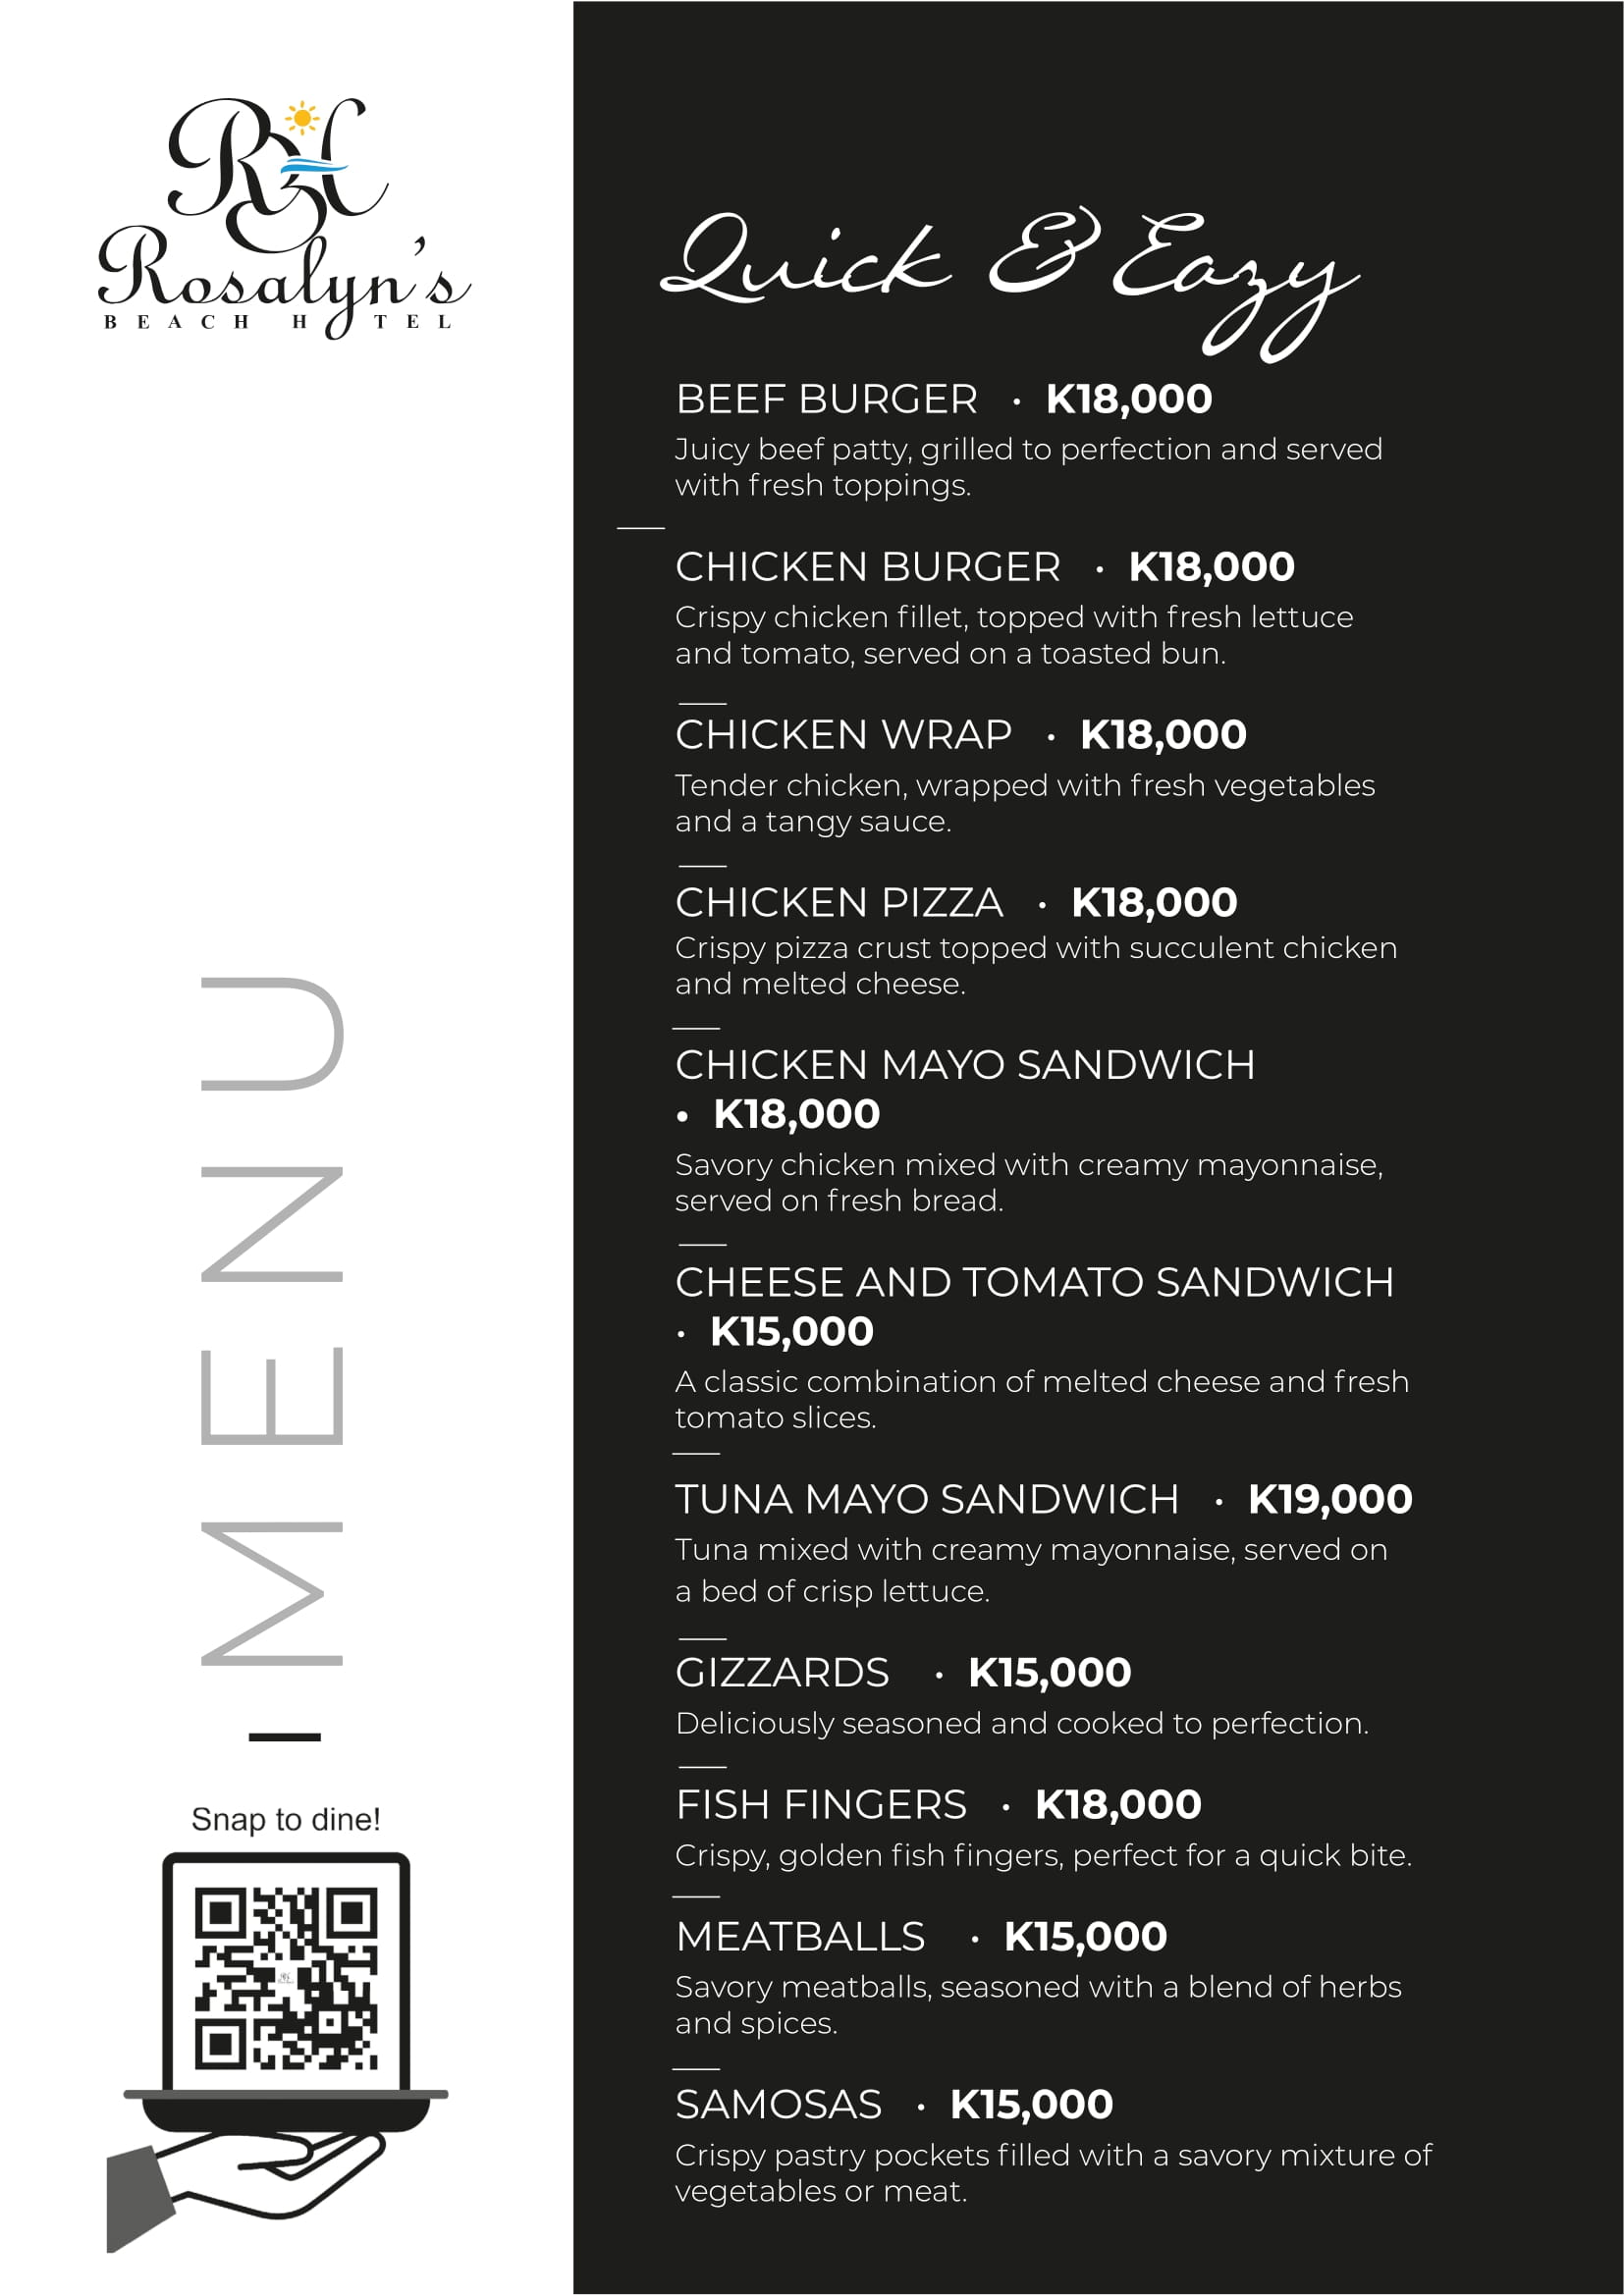 RBH
Rosalyn's
BEACH HOTEL
MENU
Snap to dine!
Quick & Eazy
BEEF BURGER • K18,000
Juicy beef patty, grilled to perfection and served
with fresh toppings.
CHICKEN BURGER • K18,000
Crispy chicken fillet, topped with fresh lettuce
and tomato, served on a toasted bun.
CHICKEN WRAP • K18,000
Tender chicken, wrapped with fresh vegetables
and a tangy sauce.
CHICKEN PIZZA • K18,000
Crispy pizza crust topped with succulent chicken
and melted cheese.
CHICKEN MAYO SANDWICH
• K18,000
Savory chicken mixed with creamy mayonnaise,
served on fresh bread.
CHEESE AND TOMATO SANDWICH
• K15,000
A classic combination of melted cheese and fresh
tomato slices.
TUNA MAYO SANDWICH • K19,000
Tuna mixed with creamy mayonnaise, served on
a bed of crisp lettuce.
GIZZARDS • K15,000
Deliciously seasoned and cooked to perfection.
FISH FINGERS • K18,000
Crispy, golden fish fingers, perfect for a quick bite.
MEATBALLS • K15,000
Savory meatballs, seasoned with a blend of herbs
and spices.
SAMOSAS • K15,000
Crispy pastry pockets filled with a savory mixture of
vegetables or meat.